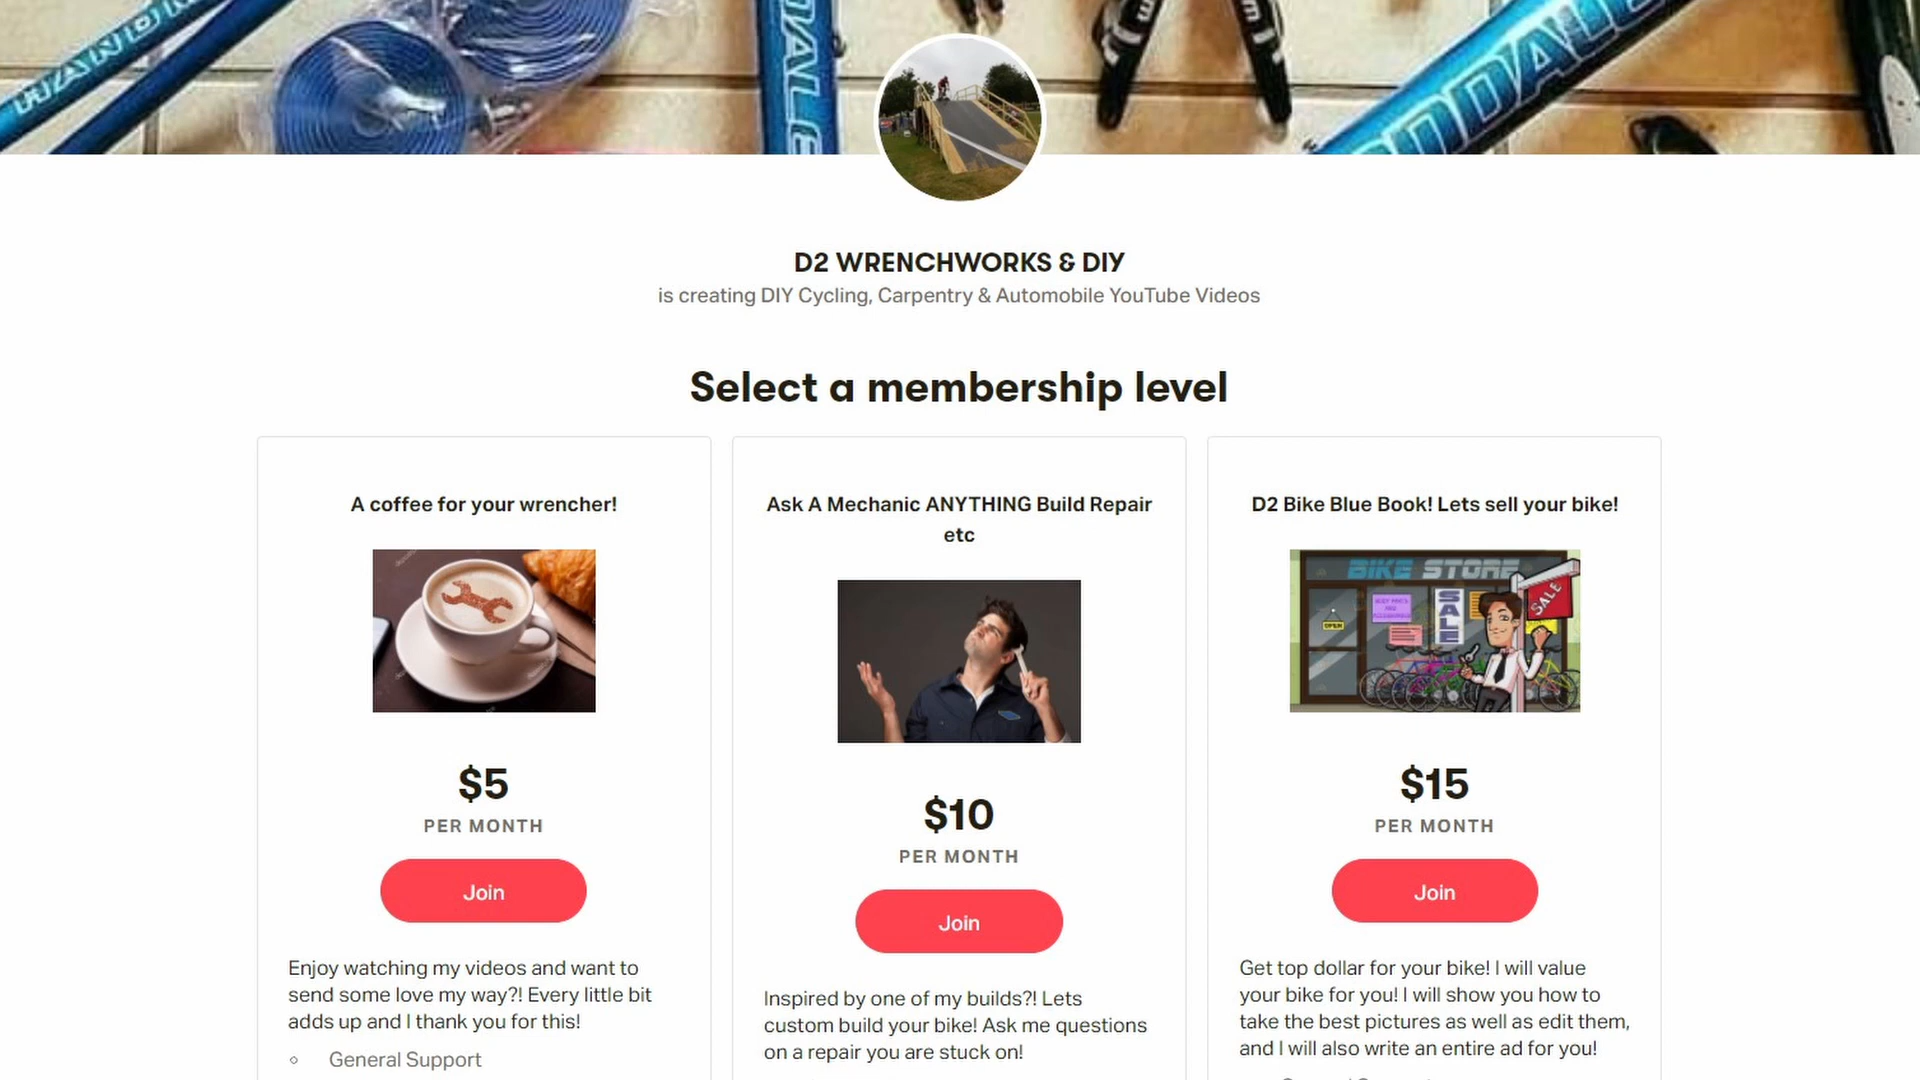 D2 WRENCHWORKS & DIY
is creating DIY Cycling, Carpentry & Automobile YouTube Videos
Select a membership level
A coffee for your wrencher!
$5
PER MONTH
Join
Enjoy watching my videos and want to
send some love my way?! Every little bit
adds up and I thank you for this!
General Support
Ask A Mechanic ANYTHING Build Repair
etc
$10
PER MONTH
Join
Inspired by one of my builds?! Lets
custom build your bike! Ask me questions
on a repair you are stuck on!
D2 Bike Blue Book! Lets sell your bike!
BIKE STORE
OPEN
SALE
SALE
$15
PER MONTH
Join
Get top dollar for your bike! I will value
your bike for you! I will show you how to
take the best pictures as well as edit them,
and I will also write an entire ad for you!